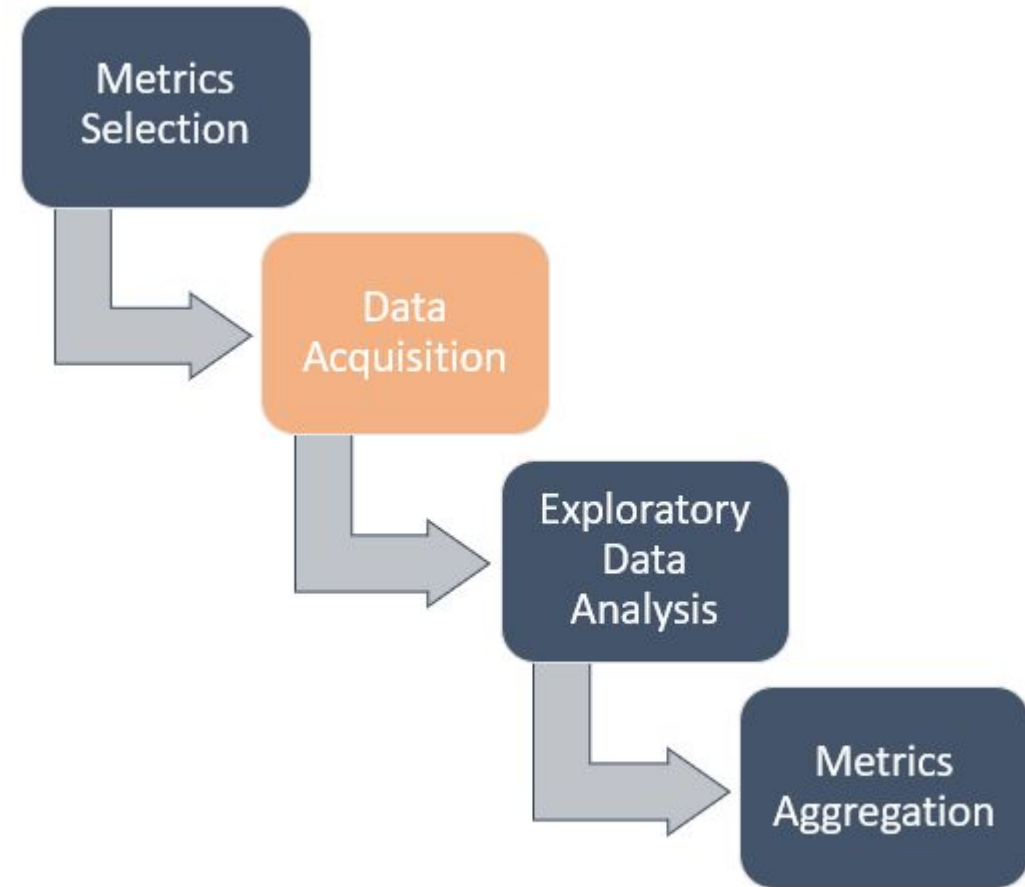 Metrics
Selection
Data
Acquisition
Exploratory
Data
Analysis
Metrics
Aggregation